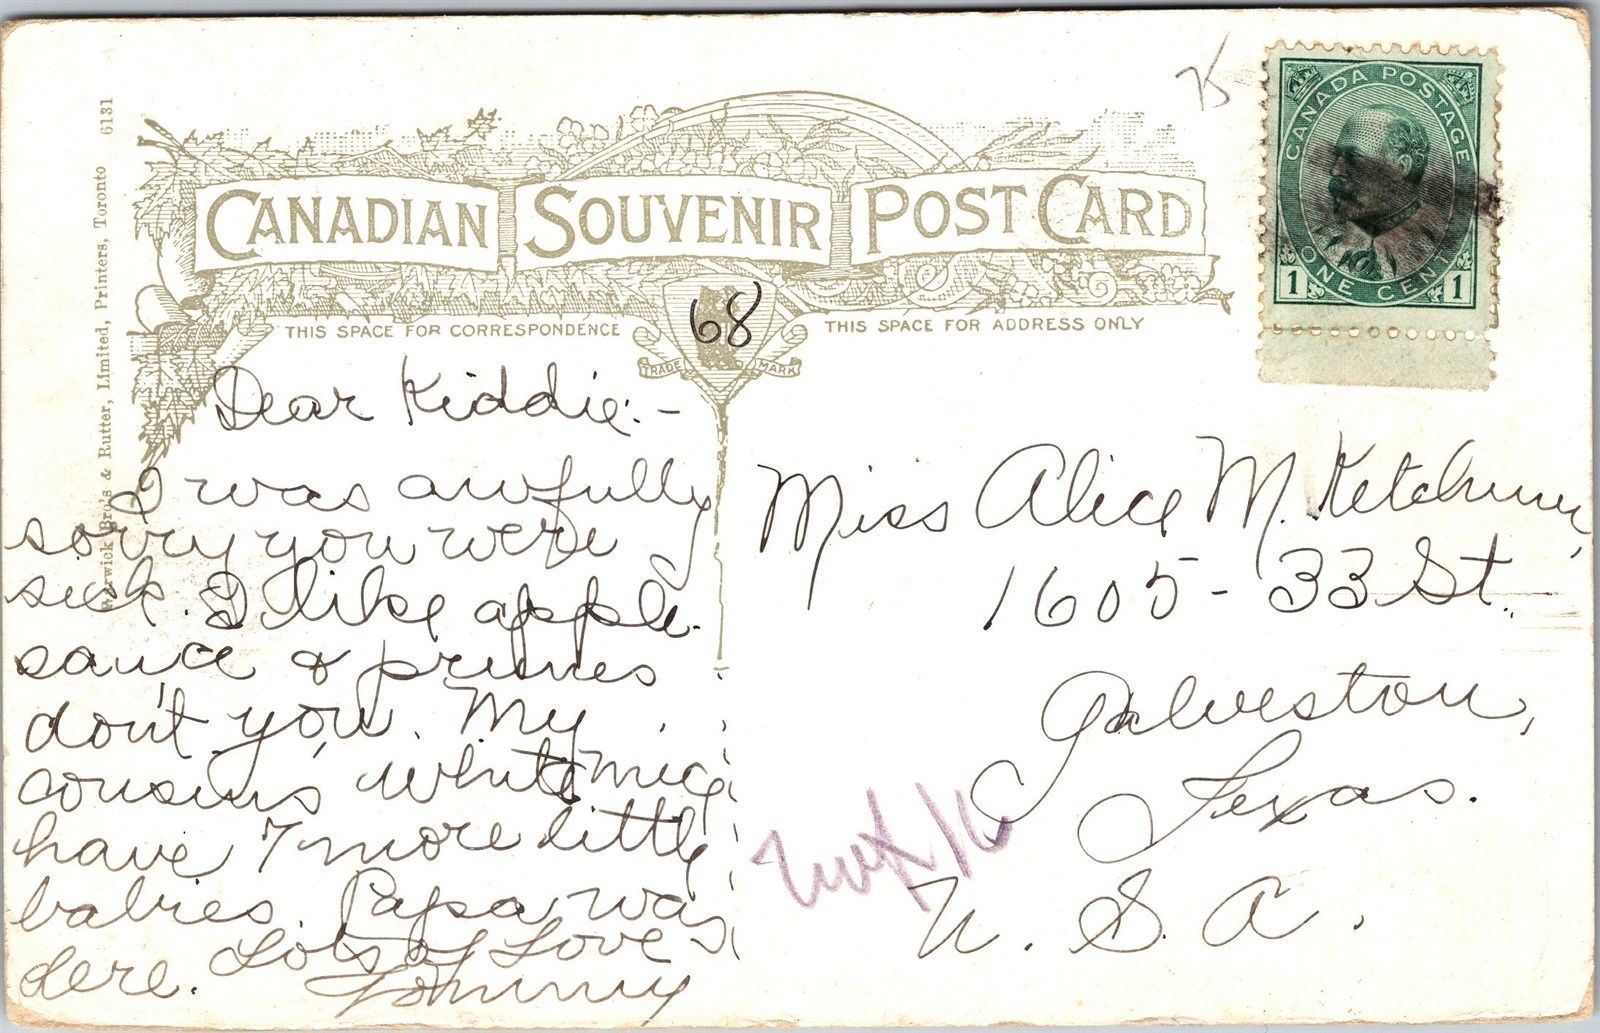 CANADIAN SOUVENIR POST CARD
CANADA POSTAGE
1 ONE CENT 1
Warwick Bro's & Rutter, Limited, Printers, Toronto 6131
68
THIS SPACE FOR CORRESPONDENCE
TRADE MARK
THIS SPACE FOR ADDRESS ONLY
Dear Kiddie:-
I was awfully
sorry you were
sick. I like apple
sauce & prunes
don't you. My
cousins white mice
have 7 more little
babies. Papa was
dere. Lots of Love
Tommy
Miss Alice M. Ketchum,
1605-33 St.
Galveston,
Texas.
U.S.A.